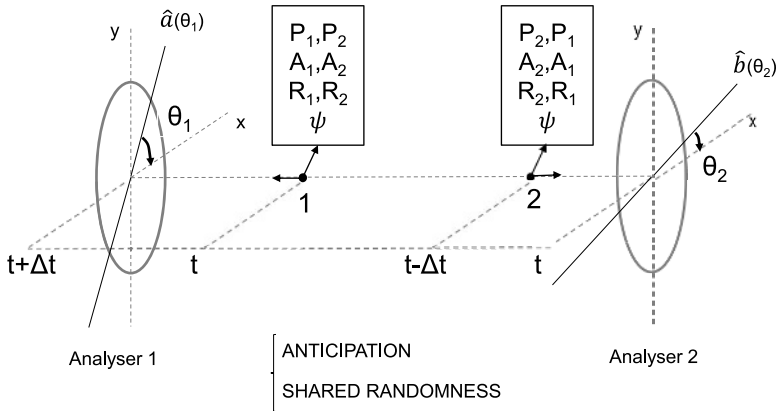 y
â(θ₁)
θ₁
x
P₁,P₂
A₁,A₂
R₁,R₂
ψ
1
P₂,P₁
A₂,A₁
R₂,R₁
ψ
2
y
b̂(θ₂)
x
θ₂
t+Δt
t
t-Δt
t
Analyser 1
ANTICIPATION
SHARED RANDOMNESS
Analyser 2